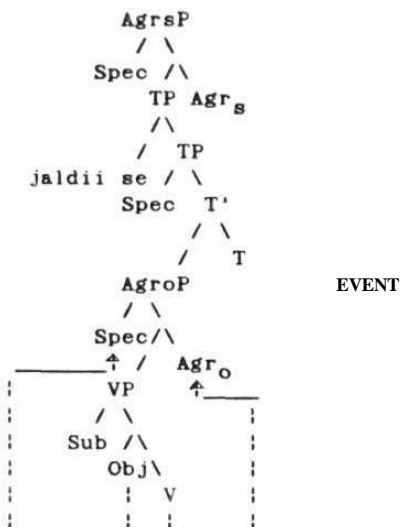 AgrsP
Spec
TP Agrs
TP
jaldii se
Spec T'
T
AgroP EVENT
Spec
Agro
VP
Sub
Obj
V